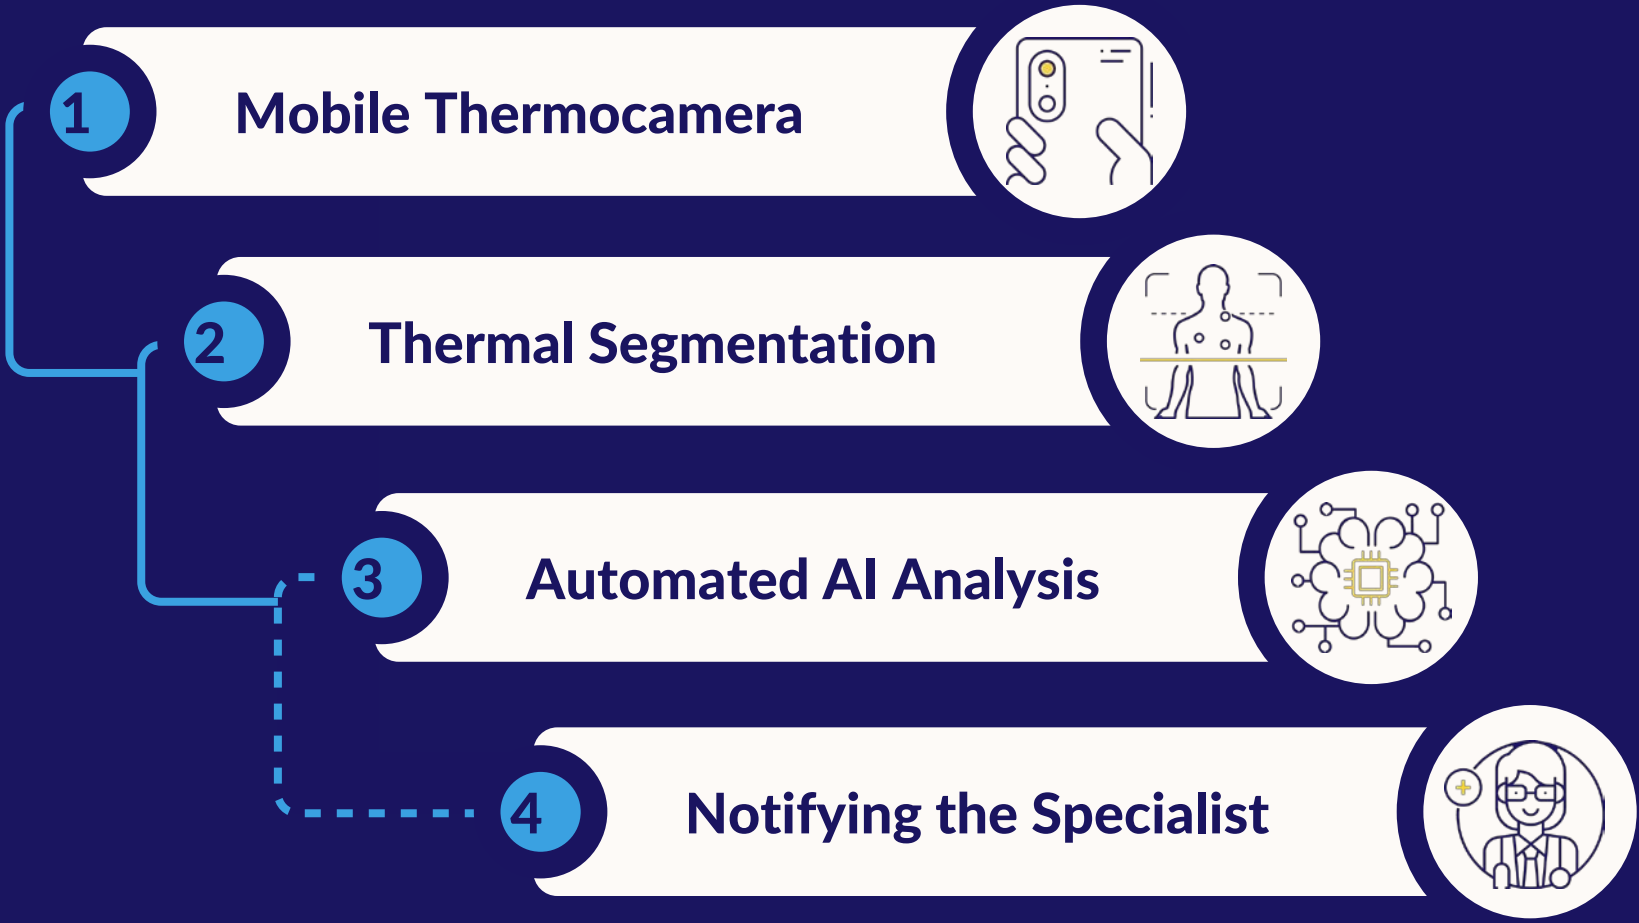 1
Mobile Thermocamera
2
Thermal Segmentation
3
Automated AI Analysis
4
Notifying the Specialist